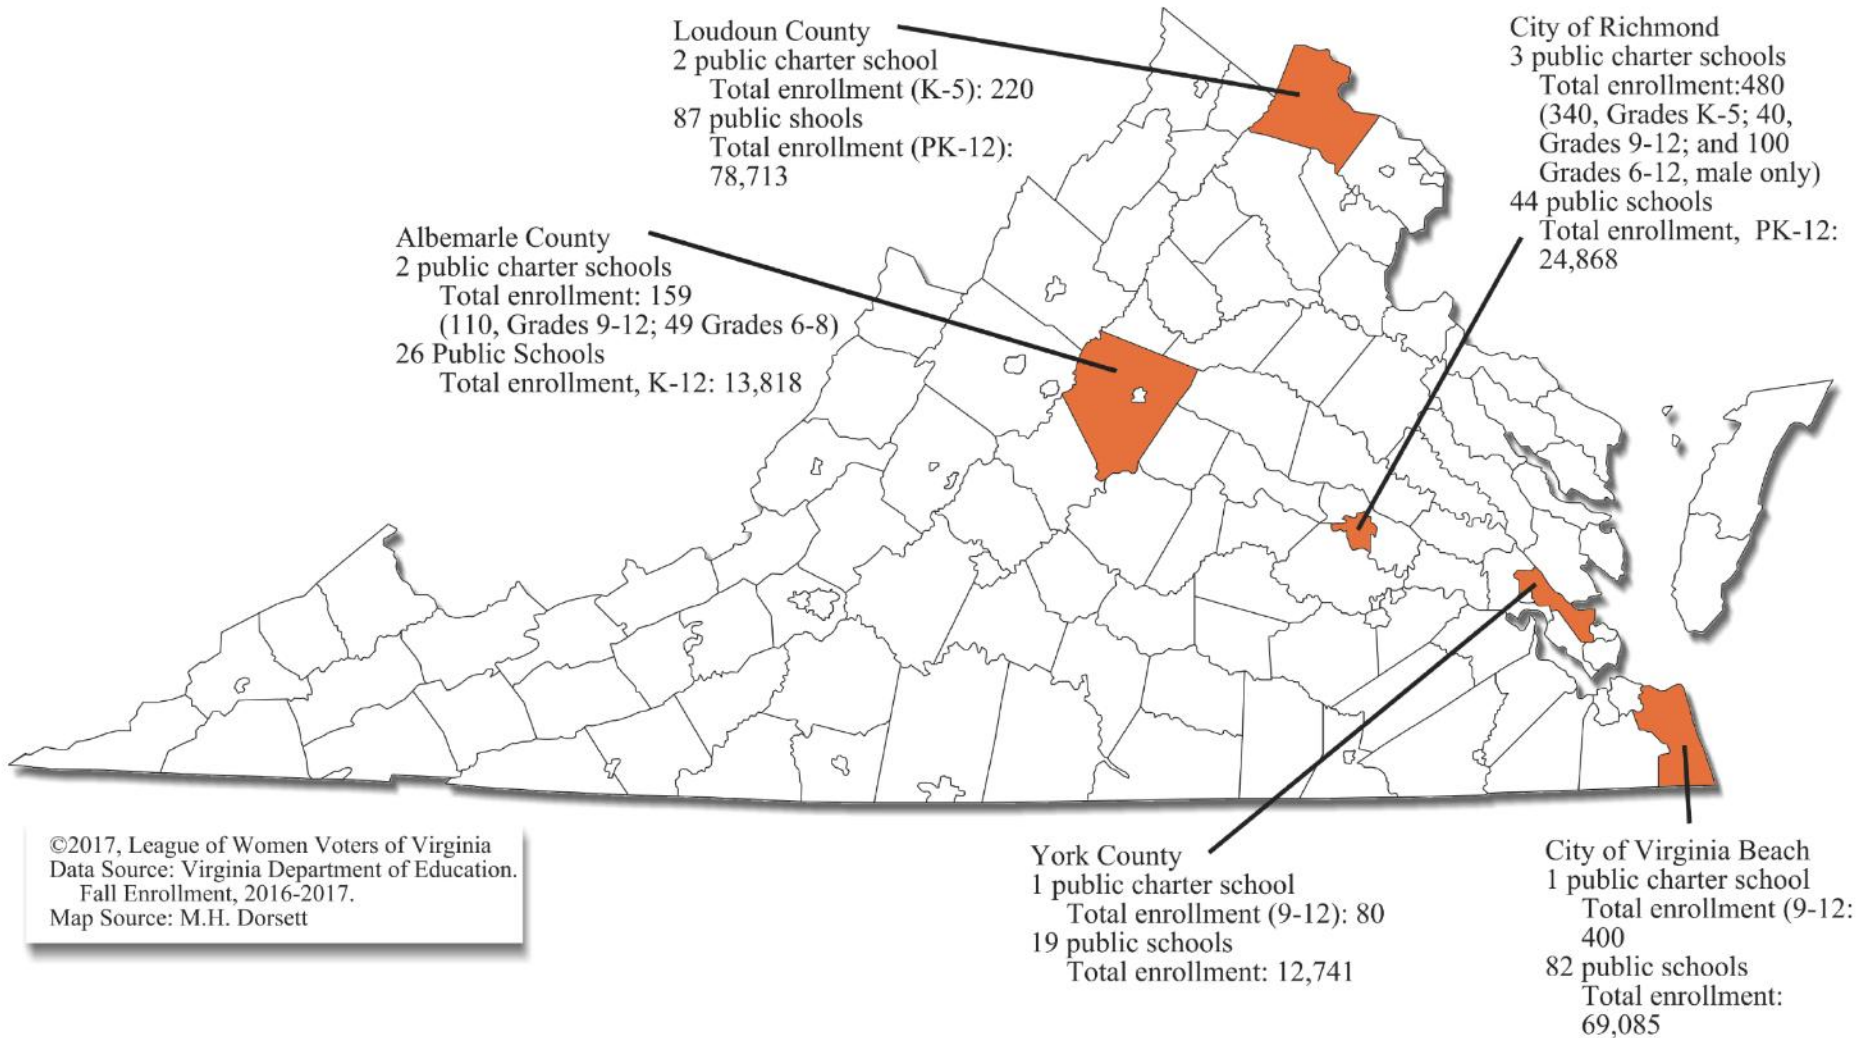 Loudoun County
2 public charter school
Total enrollment (K-5): 220
87 public shools
Total enrollment (PK-12):
78,713
City of Richmond
3 public charter schools
Total enrollment:480
(340, Grades K-5; 40,
Grades 9-12; and 100
Grades 6-12, male only)
44 public schools
Total enrollment, PK-12:
24,868
Albemarle County
2 public charter schools
Total enrollment: 159
(110, Grades 9-12; 49 Grades 6-8)
26 Public Schools
Total enrollment, K-12: 13,818
©2017, League of Women Voters of Virginia
Data Source: Virginia Department of Education.
Fall Enrollment, 2016-2017.
Map Source: M.H. Dorsett
York County
1 public charter school
Total enrollment (9-12): 80
19 public schools
Total enrollment: 12,741
City of Virginia Beach
1 public charter school
Total enrollment (9-12:
400
82 public schools
Total enrollment:
69,085